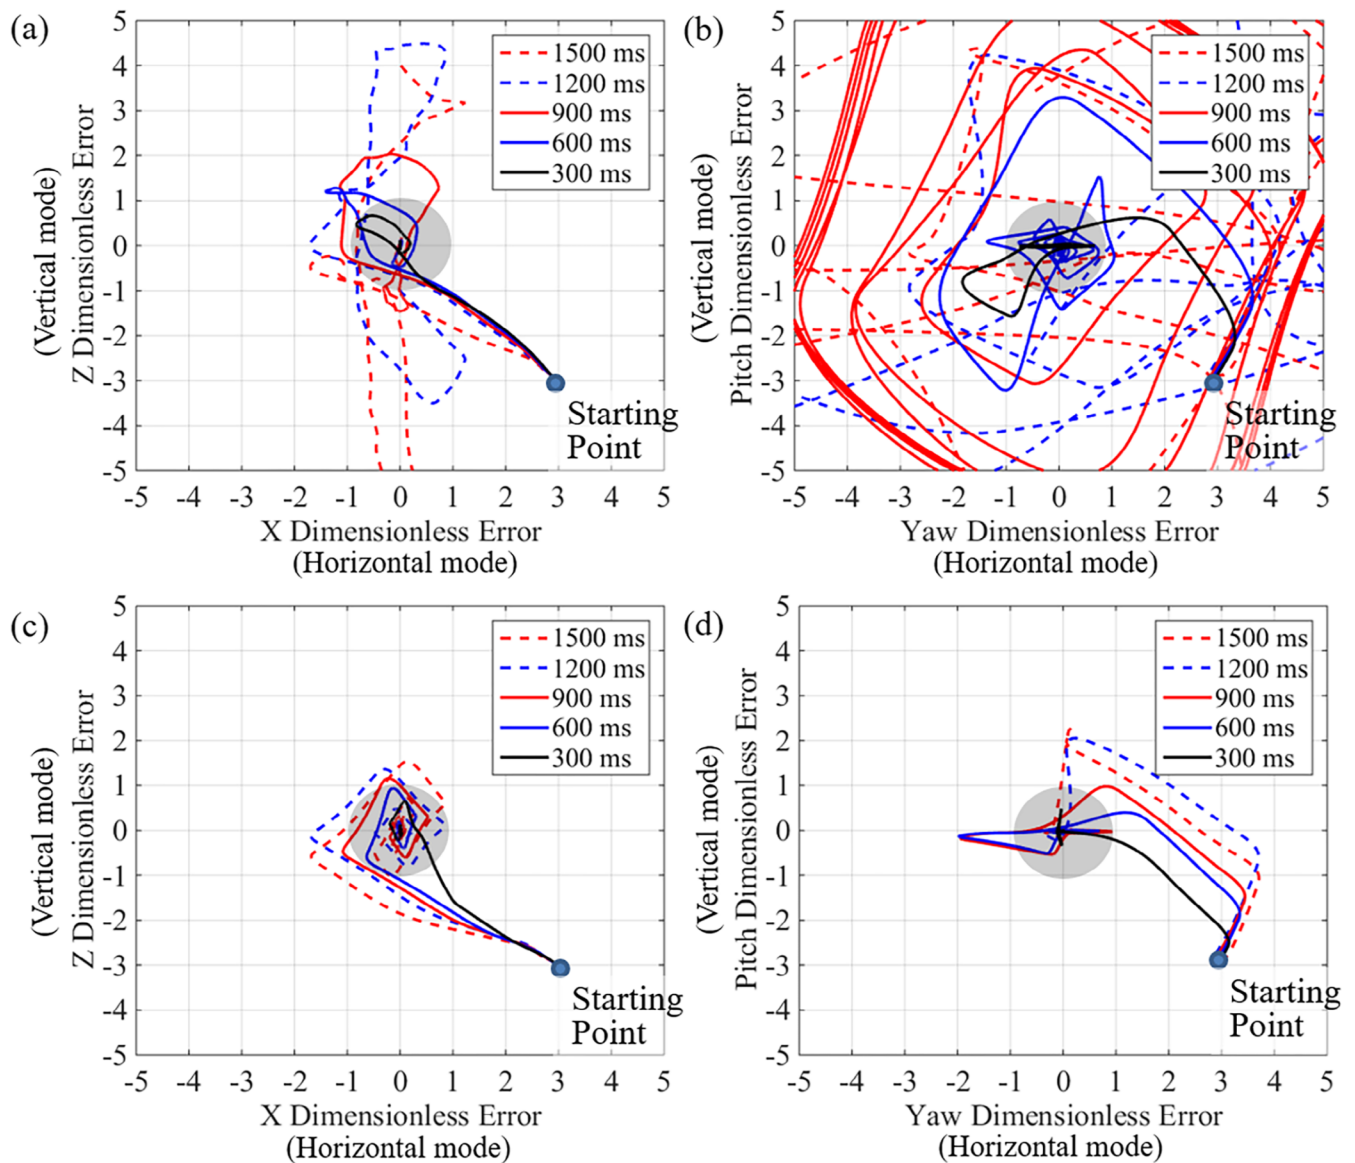 (a)
5
4
3
2
1
0
-1
-2
-3
-4
-5
(Vertical mode)
Z Dimensionless Error
1500 ms
1200 ms
900 ms
600 ms
300 ms
Starting
Point
-5 -4 -3 -2 -1 0 1 2 3 4 5
X Dimensionless Error
(Horizontal mode)
(b)
5
4
3
2
1
0
-1
-2
-3
-4
-5
(Vertical mode)
Pitch Dimensionless Error
1500 ms
1200 ms
900 ms
600 ms
300 ms
Starting
Point
-5 -4 -3 -2 -1 0 1 2 3 4 5
Yaw Dimensionless Error
(Horizontal mode)
(c)
5
4
3
2
1
0
-1
-2
-3
-4
-5
(Vertical mode)
Z Dimensionless Error
1500 ms
1200 ms
900 ms
600 ms
300 ms
Starting
Point
-5 -4 -3 -2 -1 0 1 2 3 4 5
X Dimensionless Error
(Horizontal mode)
(d)
5
4
3
2
1
0
-1
-2
-3
-4
-5
(Vertical mode)
Pitch Dimensionless Error
1500 ms
1200 ms
900 ms
600 ms
300 ms
Starting
Point
-5 -4 -3 -2 -1 0 1 2 3 4 5
Yaw Dimensionless Error
(Horizontal mode)